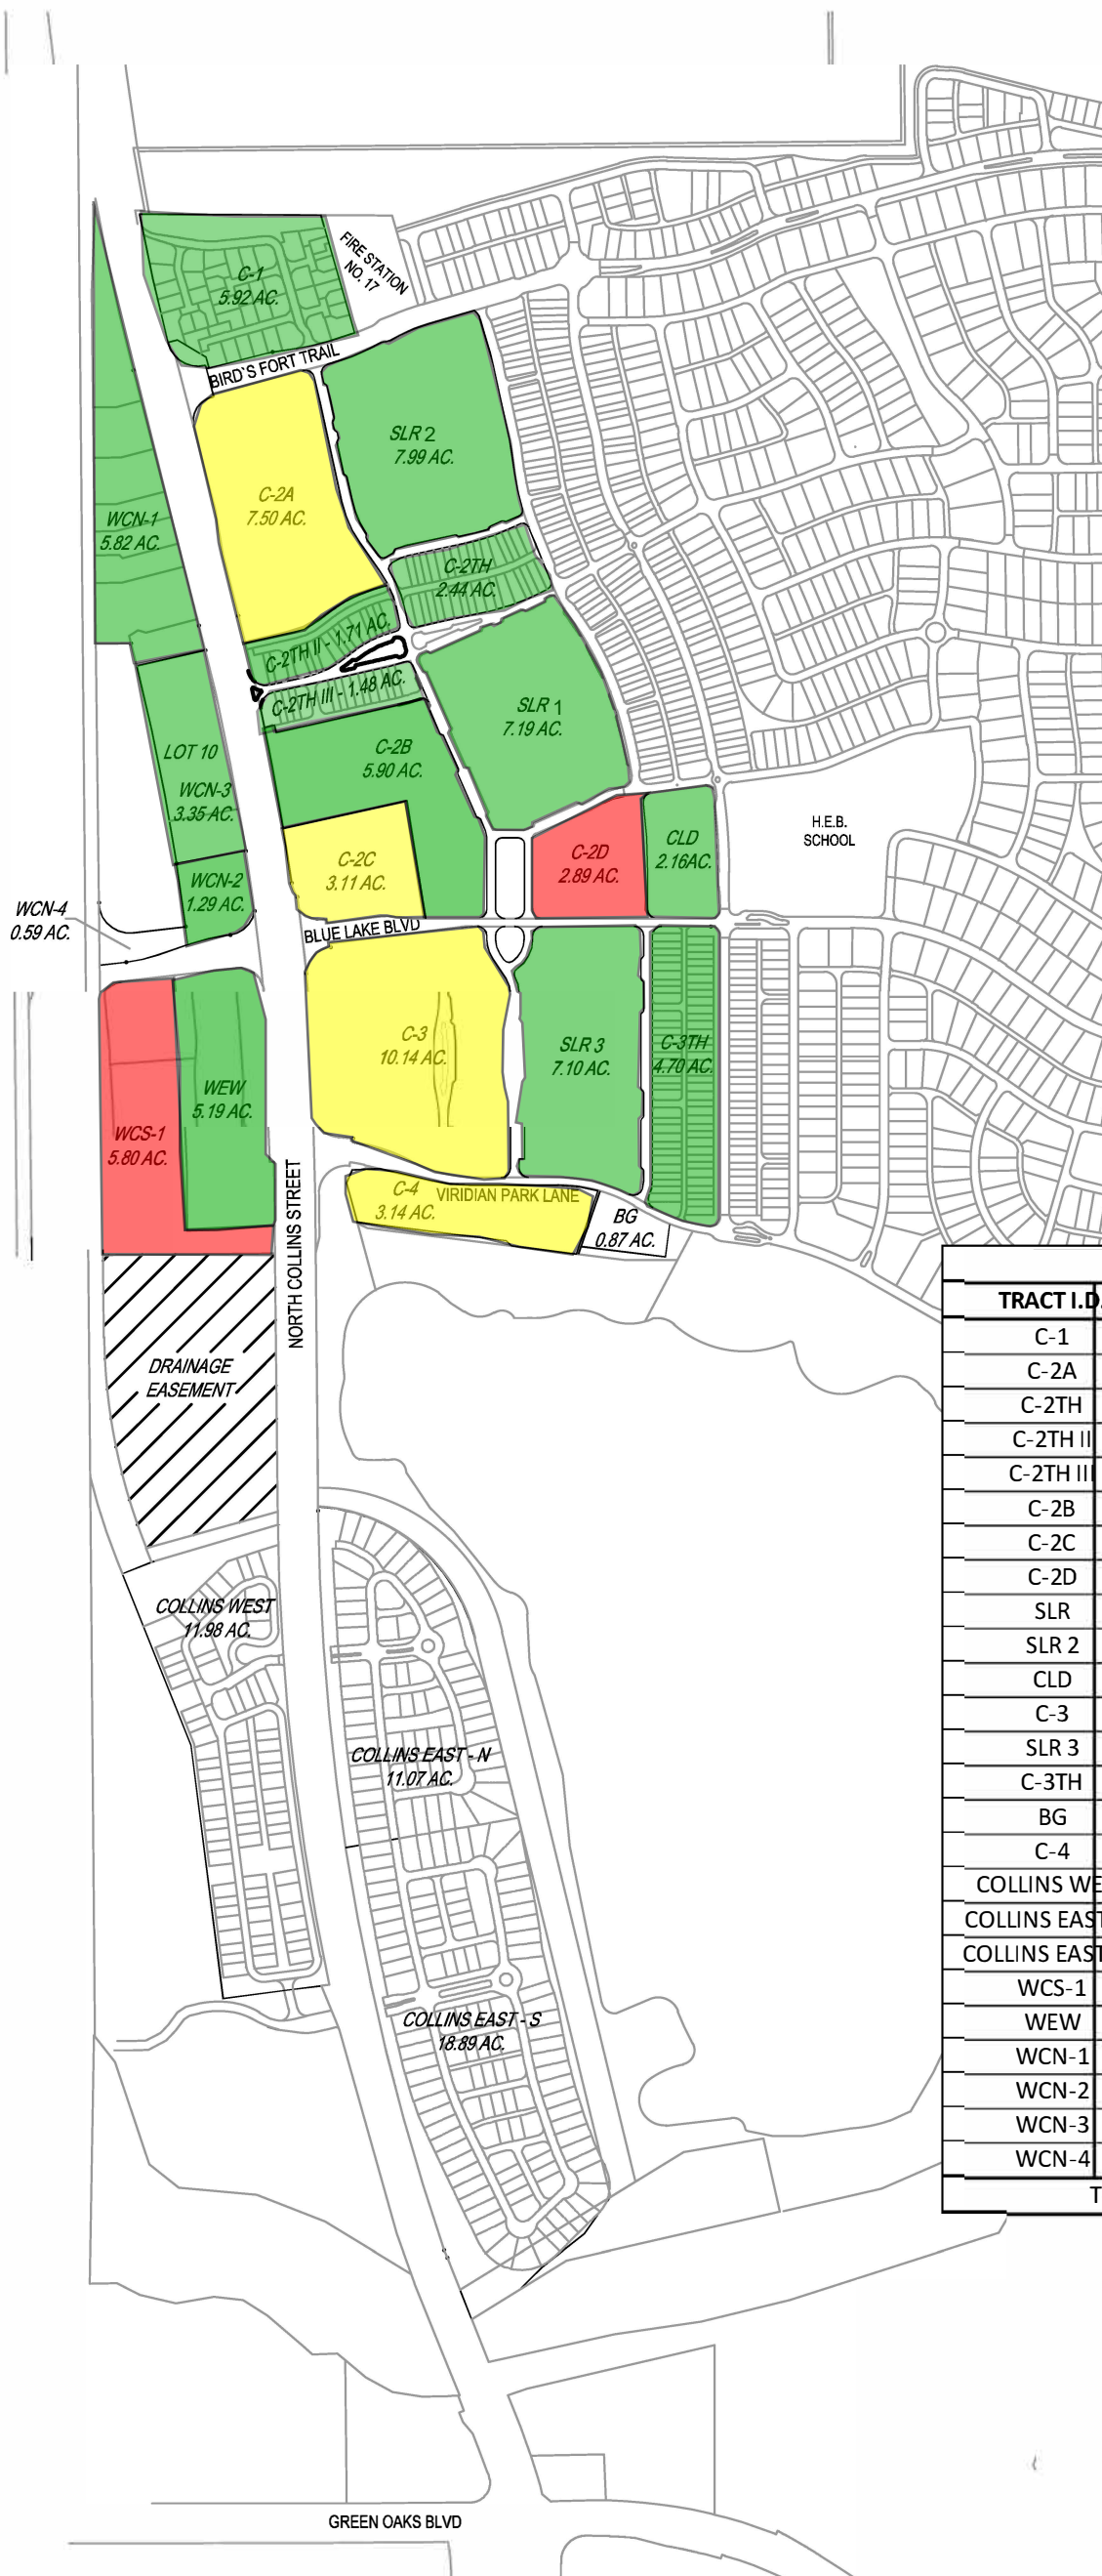 FIRE STATION
NO. 17
C-1
5.92 AC.
BIRD'S FORT TRAIL
SLR 2
7.99 AC.
C-2A
7.50 AC.
WCN-1
5.82 AC.
C-2TH
2.44 AC.
C-2TH II - 1.71 AC.
C-2TH III - 1.48 AC.
SLR 1
7.19 AC.
LOT 10
C-2B
5.90 AC.
WCN-3
3.35 AC.
H.E.B.
SCHOOL
C-2C
3.11 AC.
C-2D
2.89 AC.
CLD
2.16AC.
WCN-2
1.29 AC.
WCN-4
0.59 AC.
BLUE LAKE BLVD
C-3
10.14 AC.
SLR 3
7.10 AC.
C-3TH
4.70 AC.
WEW
5.19 AC.
WCS-1
5.80 AC.
NORTH COLLINS STREET
C-4
3.14 AC.
VIRIDIAN PARK LANE
BG
0.87 AC.
DRAINAGE
EASEMENT
COLLINS WEST
11.98 AC.
COLLINS EAST - N
11.07 AC.
COLLINS EAST - S
18.89 AC.
GREEN OAKS BLVD
TRACT I.D.
C-1
C-2A
C-2TH
C-2TH II
C-2TH III
C-2B
C-2C
C-2D
SLR
SLR 2
CLD
C-3
SLR 3
C-3TH
BG
C-4
COLLINS WE
COLLINS EAST
COLLINS EAST
WCS-1
WEW
WCN-1
WCN-2
WCN-3
WCN-4
T